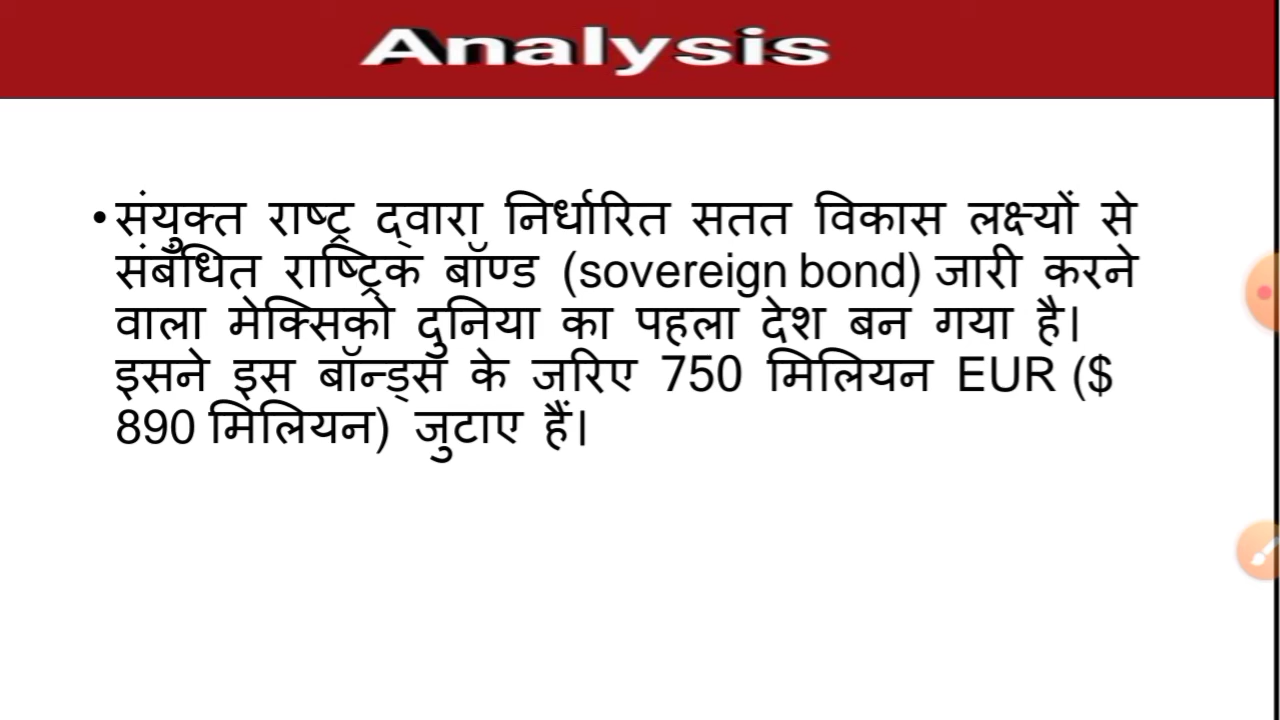 Analysis
•संयुक्त राष्ट्र द्वारा निर्धारित सतत विकास लक्ष्यों से
संबंधित राष्ट्रिक बॉण्ड (sovereign bond) जारी करने
वाला मेक्सिको दुनिया का पहला देश बन गया है।
इसने इस बॉन्ड्स के जरिए 750 मिलियन EUR ($
890 मिलियन) जुटाए हैं।